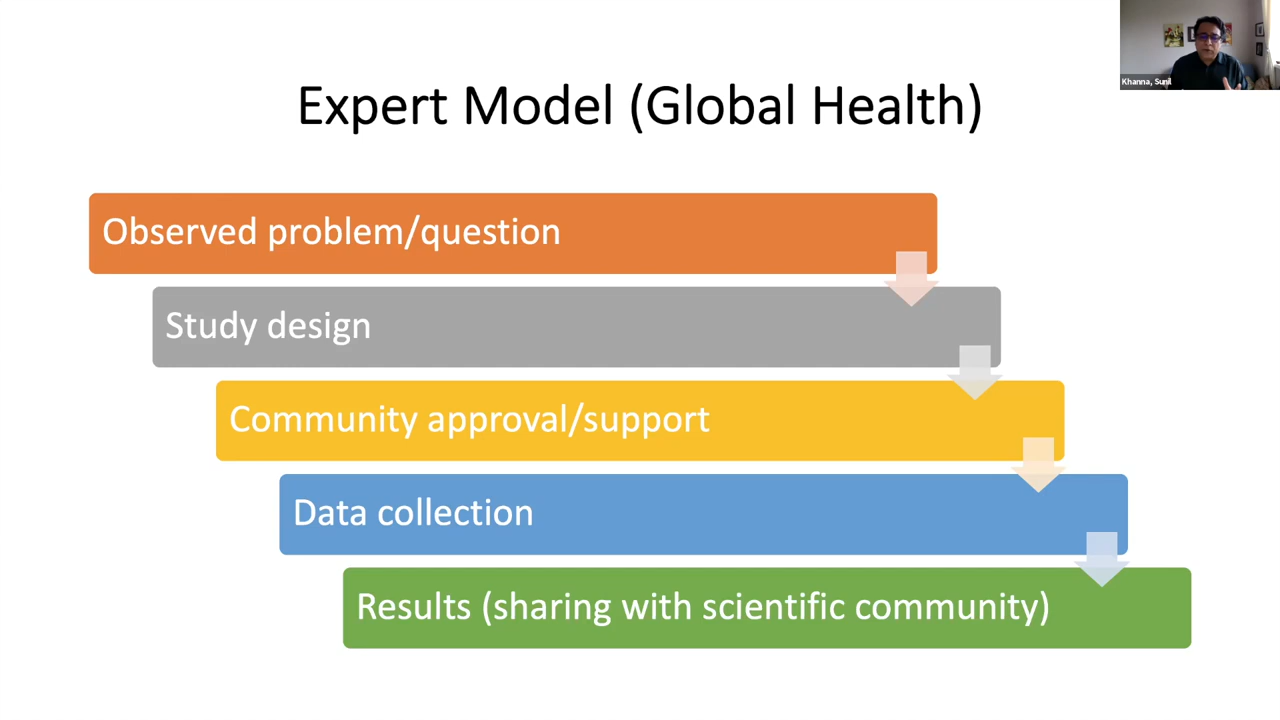 Khanna, Sunil
Expert Model (Global Health)
Observed problem/question
Study design
Community approval/support
Data collection
Results (sharing with scientific community)